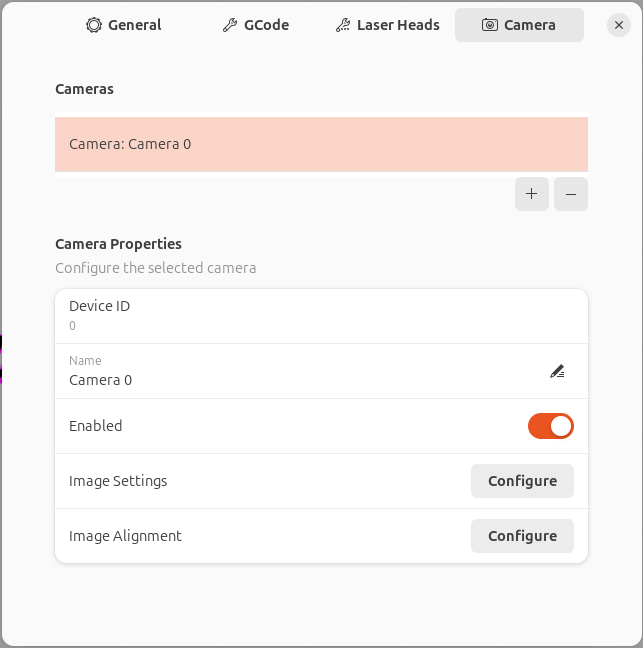 General GCode Laser Heads Camera
Cameras
Camera: Camera 0
Camera Properties
Configure the selected camera
Device ID
0
Name
Camera 0
Enabled
Image Settings Configure
Image Alignment Configure